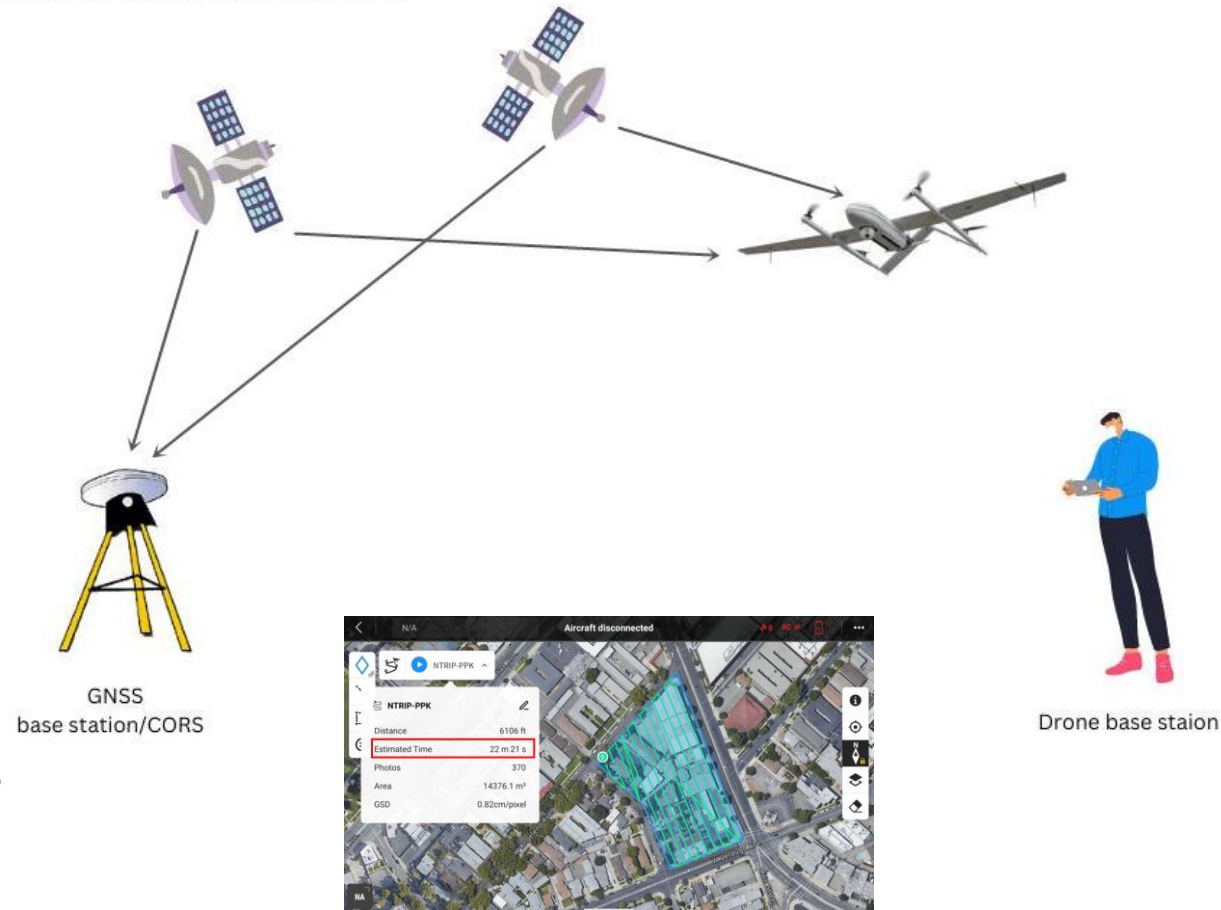 GNSS
base station/CORS
Drone base staion
N/A
Aircraft disconnected
NTRIP-PPK
NTRIP-PPK
Distance 6106 ft
Estimated Time 22 m 21 s
Photos 370
Area 14376.1 m²
GSD 0.82cm/pixel
N
NA